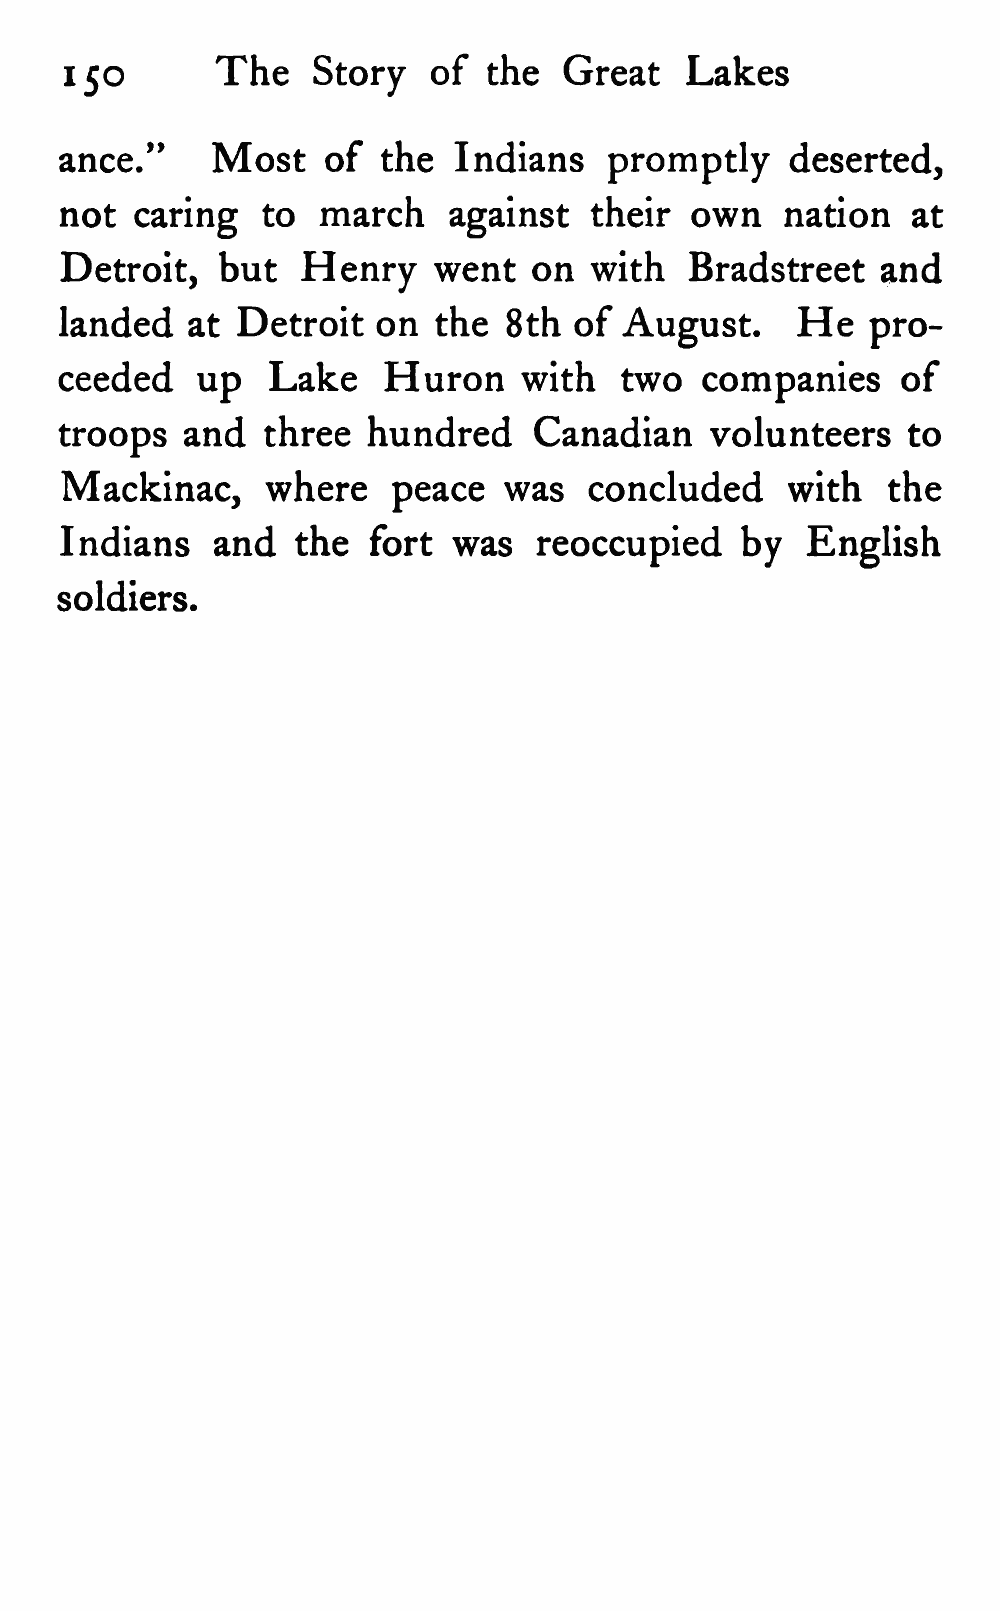 150 The Story of the Great Lakes
ance.” Most of the Indians promptly deserted,
not caring to march against their own nation at
Detroit, but Henry went on with Bradstreet and
landed at Detroit on the 8th of August. He pro-
ceeded up Lake Huron with two companies of
troops and three hundred Canadian volunteers to
Mackinac, where peace was concluded with the
Indians and the fort was reoccupied by English
soldiers.